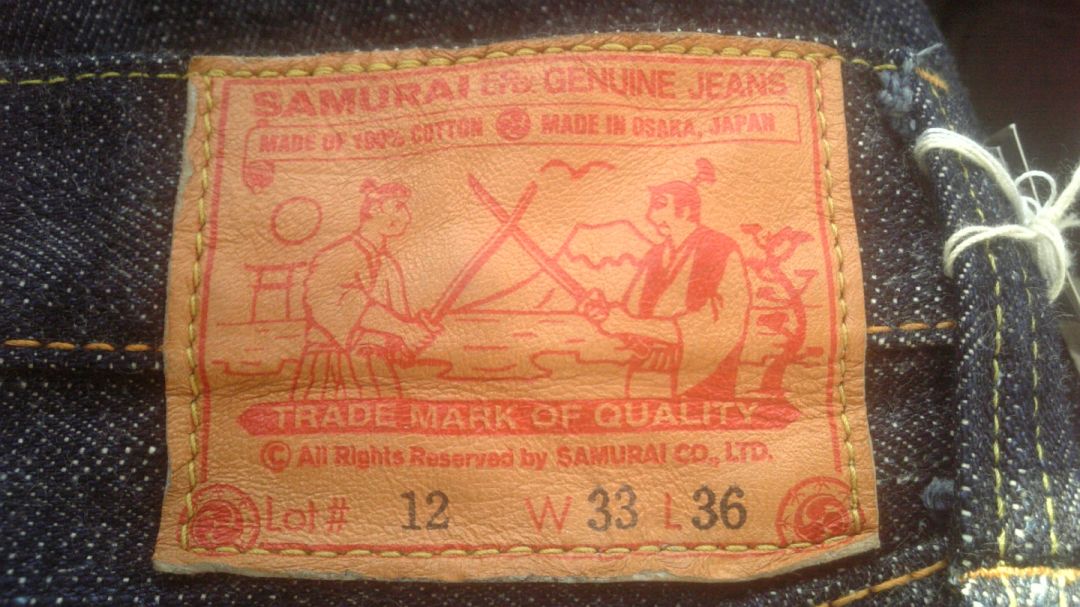 SAMURAI GENUINE JEANS
MADE OF 100% COTTON MADE IN OSAKA, JAPAN
TRADE MARK OF QUALITY
© All Rights Reserved by SAMURAI CO., LTD.
Lot # 12 W 33 L 36